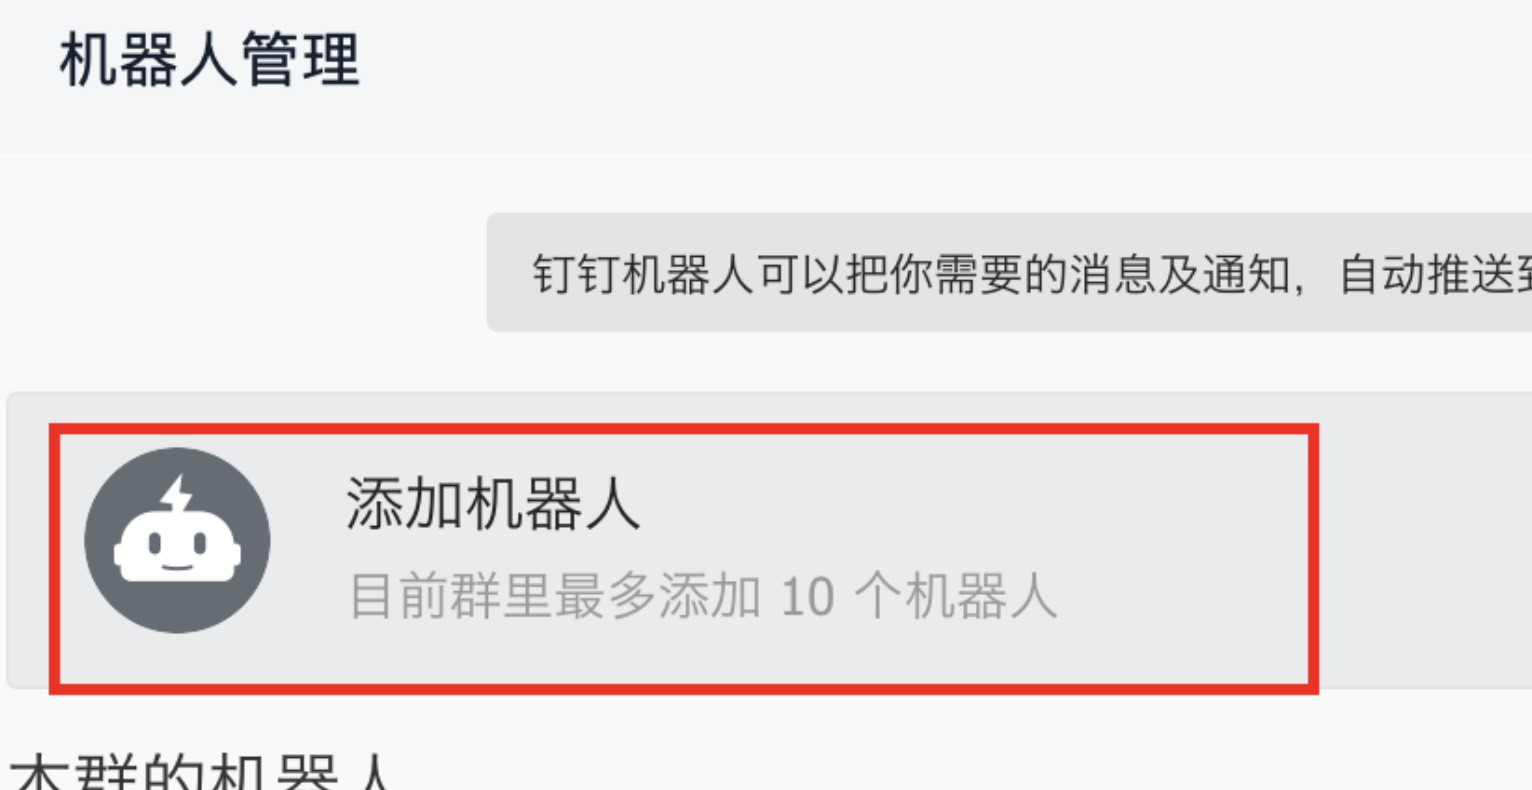 机器人管理
钉钉机器人可以把你需要的消息及通知，自动推送到
添加机器人
目前群里最多添加 10 个机器人
本群的机器人